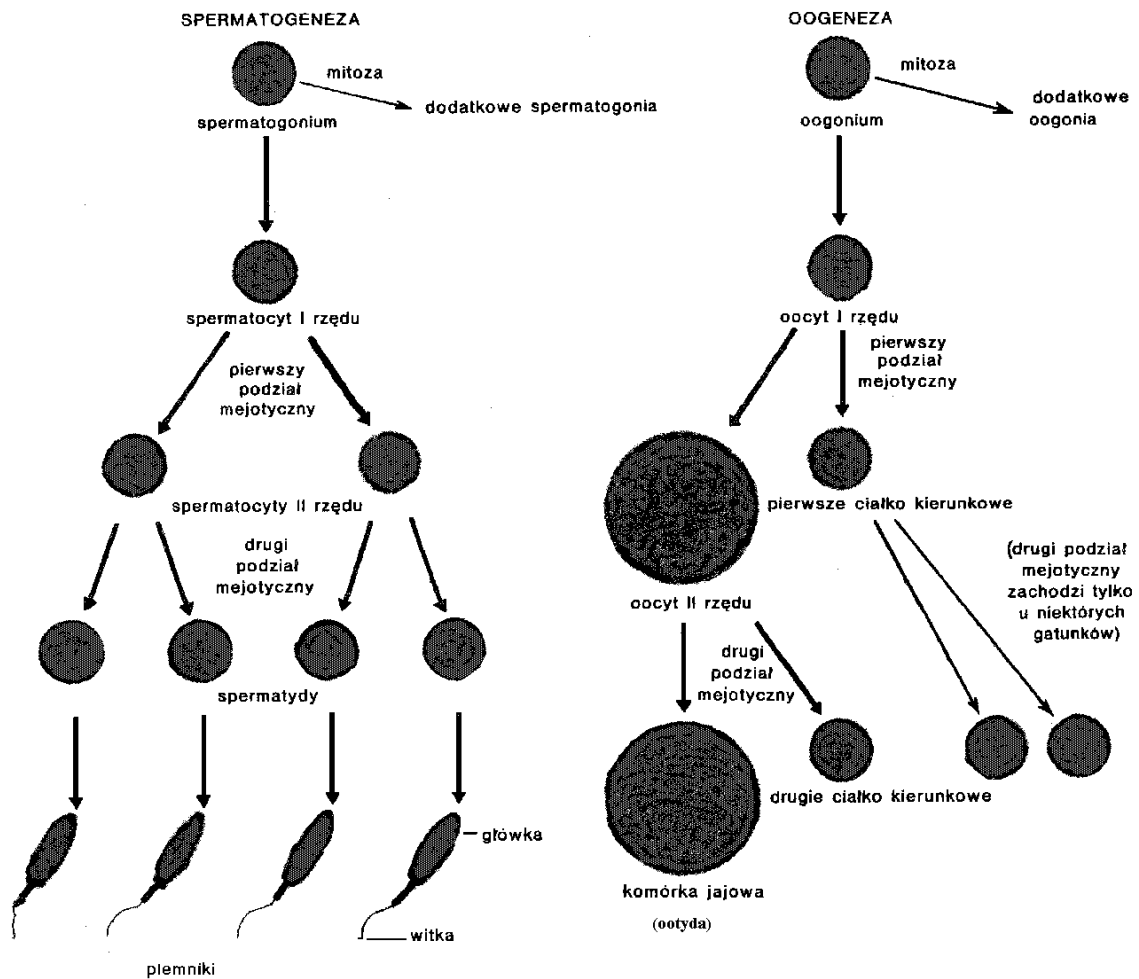 SPERMATOGENEZA
mitoza
dodatkowe spermatogonia
spermatogonium
spermatocyt I rzędu
pierwszy
podział
mejotyczny
spermatocyty II rzędu
drugi
podział
mejotyczny
spermatydy
główka
witka
plemniki
OOGENEZA
mitoza
dodatkowe
oogonia
oogonium
oocyt I rzędu
pierwszy
podział
mejotyczny
pierwsze ciałko kierunkowe
(drugi podział
mejotyczny
zachodzi tylko
u niektórych
gatunków)
oocyt II rzędu
drugi
podział
mejotyczny
drugie ciałko kierunkowe
komórka jajowa
(ootyda)